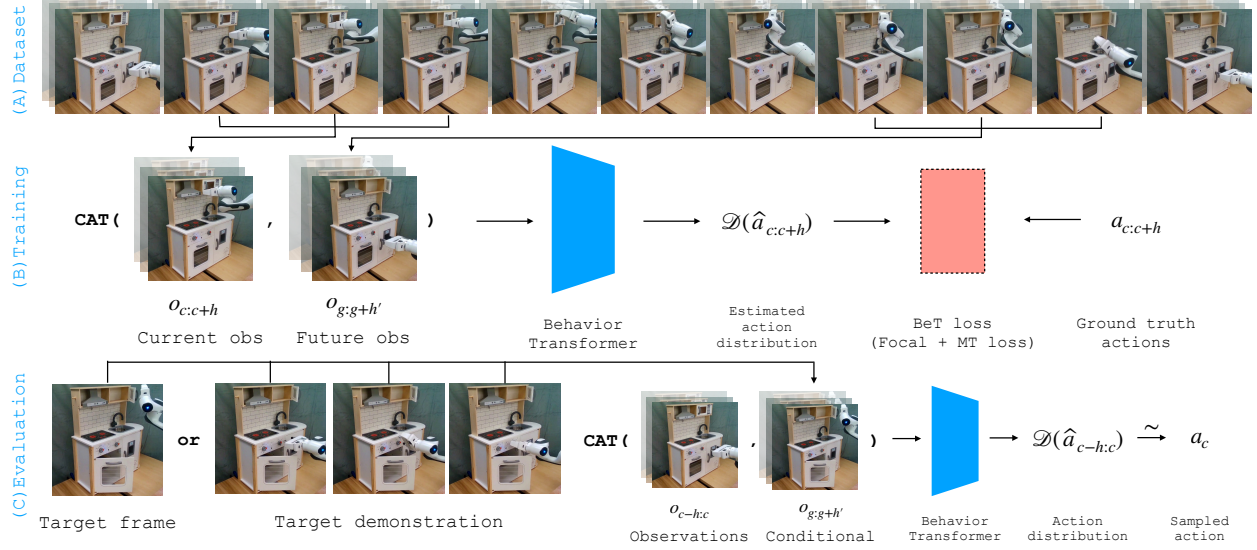 (A) Dataset
(B) Training
CAT( , )
𝒟(â_{c:c+h})
a_{c:c+h}
o_{c:c+h}
o_{g:g+h′}
Current obs
Future obs
Behavior
Transformer
Estimated
action
distribution
BeT loss
(Focal + MT loss)
Ground truth
actions
(C) Evaluation
or
CAT( , )
𝒟(â_{c−h:c})
~
a_c
o_{c−h:c}
o_{g:g+h′}
Target frame
Target demonstration
Observations
Conditional
Behavior
Transformer
Action
distribution
Sampled
action